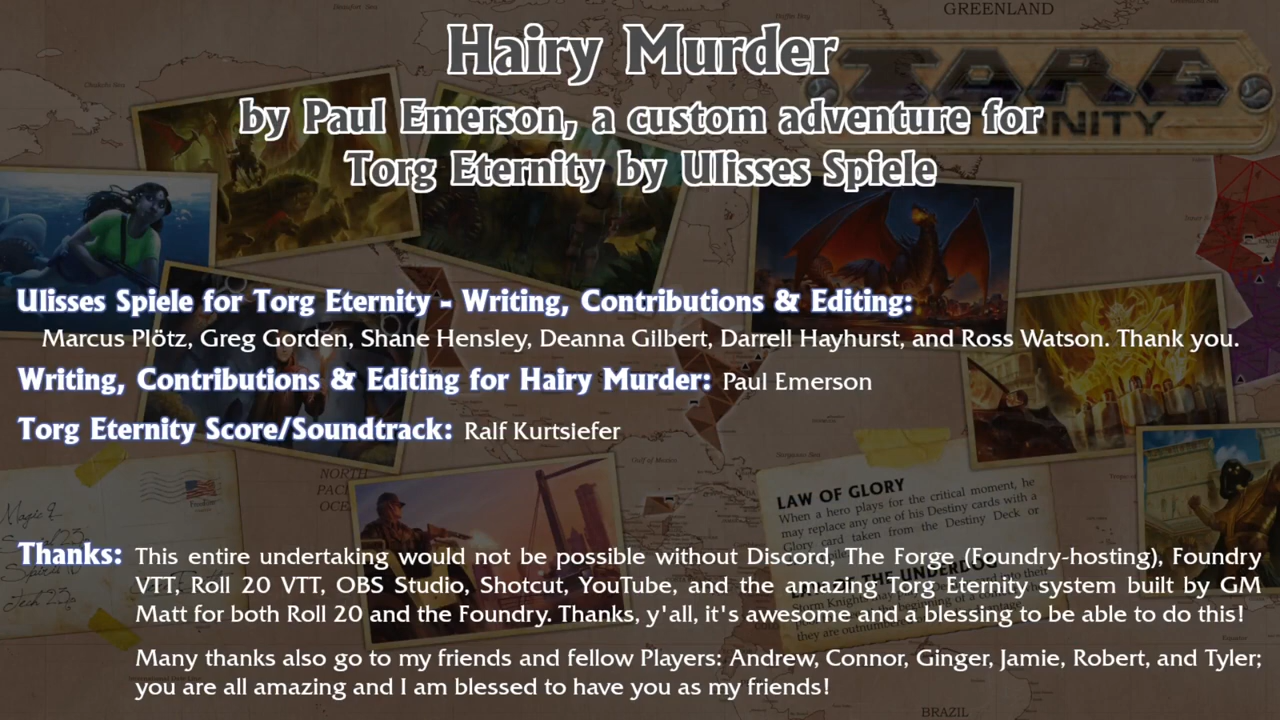 GREENLAND
Hairy Murder
TORG
by Paul Emerson, a custom adventure for
Torg Eternity by Ulisses Spiele
Ulisses Spiele for Torg Eternity - Writing, Contributions & Editing:
Marcus Plötz, Greg Gorden, Shane Hensley, Deanna Gilbert, Darrell Hayhurst, and Ross Watson. Thank you.
Writing, Contributions & Editing for Hairy Murder: Paul Emerson
Torg Eternity Score/Soundtrack: Ralf Kurtsiefer
Gulf of Mexico
NORTH
LAW OF GLORY
When a hero plays for the critical moment, he
may replace any one of his Destiny cards with a
Glory card taken from the Destiny Deck or
Thanks: This entire undertaking would not be possible without Discord, The Forge (Foundry-hosting), Foundry
VTT, Roll 20 VTT, OBS Studio, Shotcut, YouTube, and the amazing Torg Eternity system built by GM
Matt for both Roll 20 and the Foundry. Thanks, y'all, it's awesome and a blessing to be able to do this!
they are outnumbered
Many thanks also go to my friends and fellow Players: Andrew, Connor, Ginger, Jamie, Robert, and Tyler;
you are all amazing and I am blessed to have you as my friends!
BRAZIL